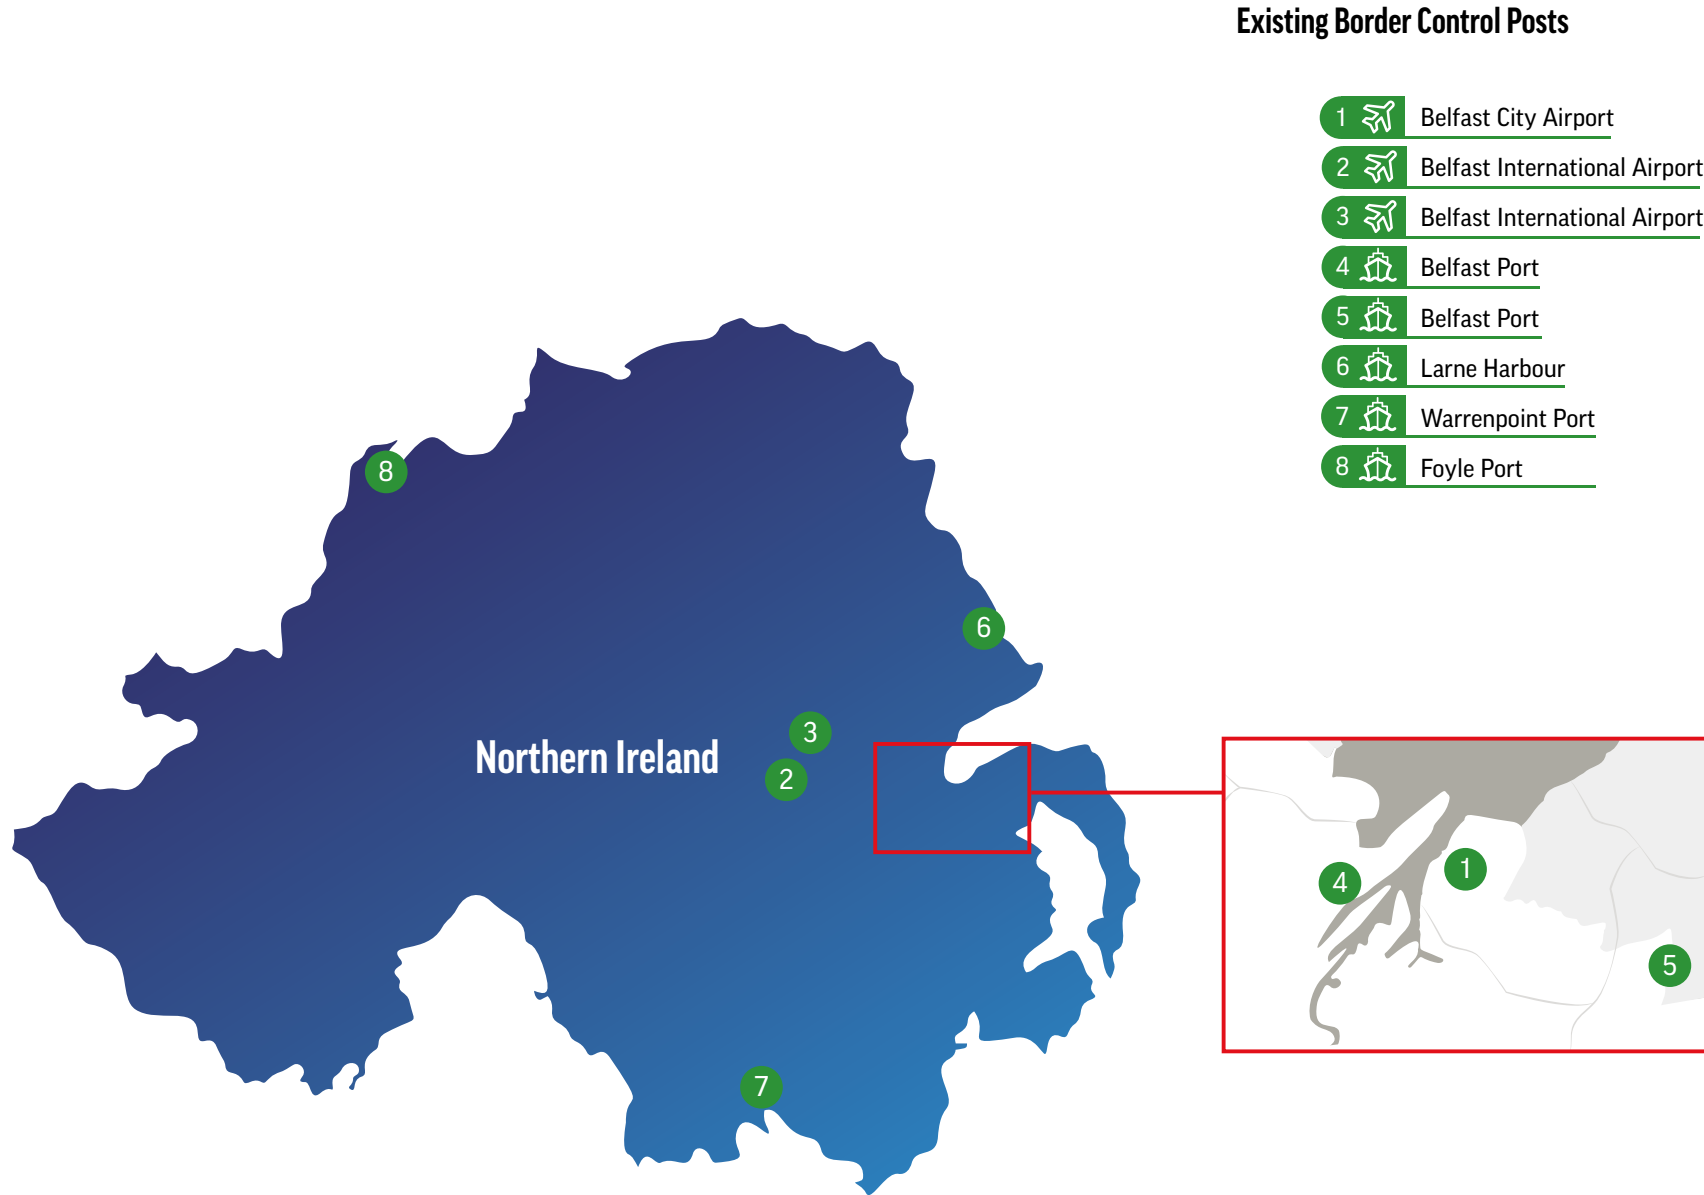 Existing Border Control Posts
1 Belfast City Airport
2 Belfast International Airport
3 Belfast International Airport
4 Belfast Port
5 Belfast Port
6 Larne Harbour
7 Warrenpoint Port
8 Foyle Port
8
6
3
Northern Ireland
2
1
4
5
7